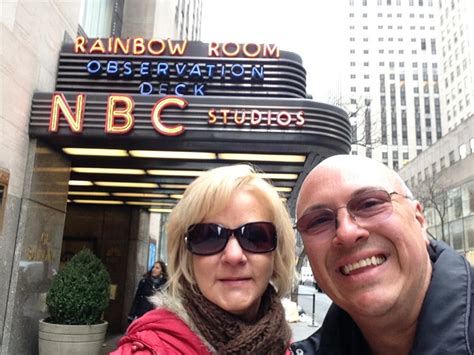 RAINBOW ROOM
OBSERVATION
DECK
NBC STUDIOS